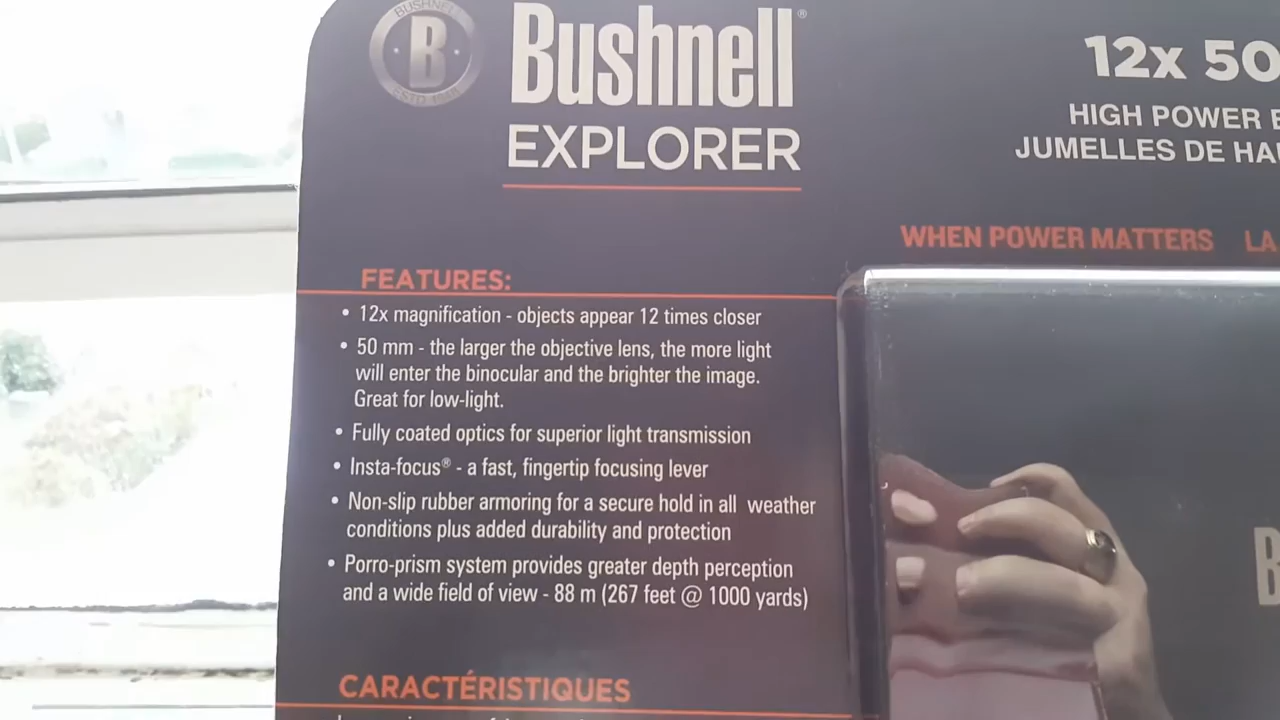 BUSHNELL
B
Bushnell®
EXPLORER
12x 50
HIGH POWER
JUMELLES DE
WHEN POWER MATTERS LA
FEATURES:
• 12x magnification - objects appear 12 times closer
• 50 mm - the larger the objective lens, the more light
will enter the binocular and the brighter the image.
Great for low-light.
• Fully coated optics for superior light transmission
• Insta-focus® - a fast, fingertip focusing lever
• Non-slip rubber armoring for a secure hold in all weather
conditions plus added durability and protection
• Porro-prism system provides greater depth perception
and a wide field of view - 88 m (267 feet @ 1000 yards)
CARACTÉRISTIQUES